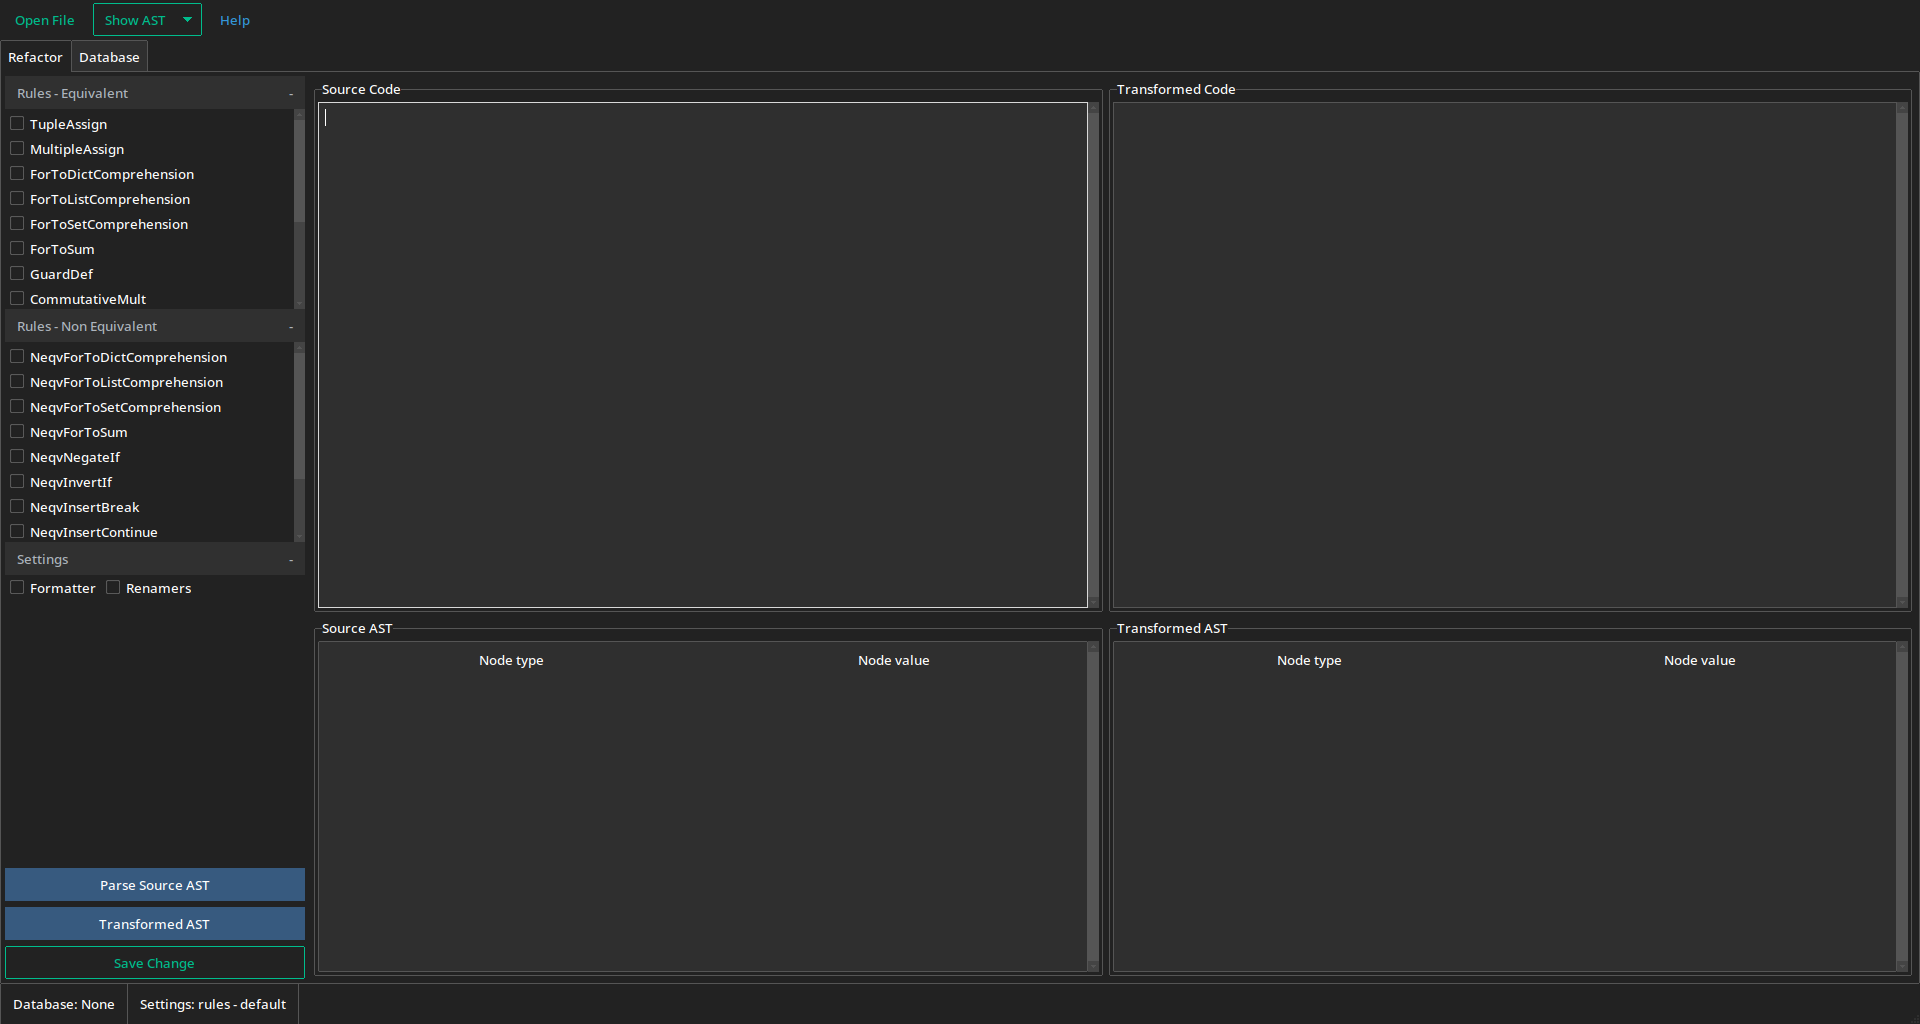 Open File Show AST Help
Refactor Database
Rules - Equivalent -
TupleAssign
MultipleAssign
ForToDictComprehension
ForToListComprehension
ForToSetComprehension
ForToSum
GuardDef
CommutativeMult
Rules - Non Equivalent -
NeqvForToDictComprehension
NeqvForToListComprehension
NeqvForToSetComprehension
NeqvForToSum
NeqvNegateIf
NeqvInvertIf
NeqvInsertBreak
NeqvInsertContinue
Settings -
Formatter Renamers
Parse Source AST
Transformed AST
Save Change
Source Code
Transformed Code
Source AST
Node type Node value
Transformed AST
Node type Node value
Database: None Settings: rules - default